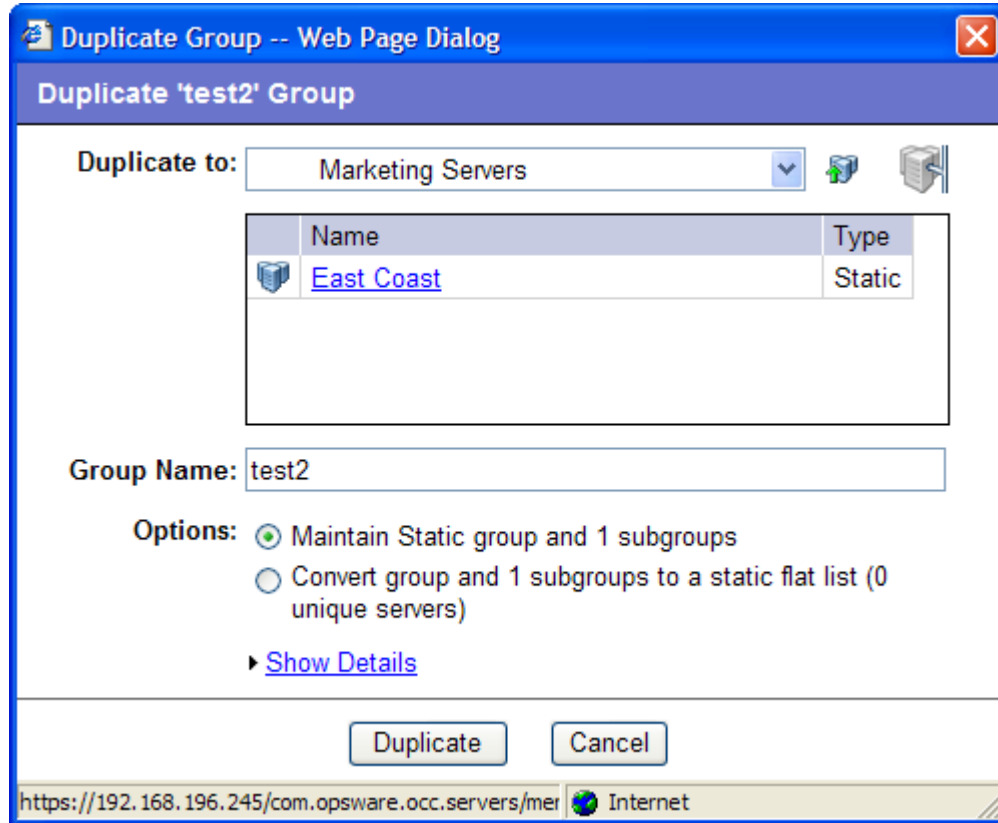 Duplicate Group -- Web Page Dialog
Duplicate 'test2' Group
Duplicate to: Marketing Servers
Name Type
East Coast Static
Group Name: test2
Options: Maintain Static group and 1 subgroups
Convert group and 1 subgroups to a static flat list (0
unique servers)
Show Details
Duplicate Cancel
https://192.168.196.245/com.opsware.occ.servers/mer Internet